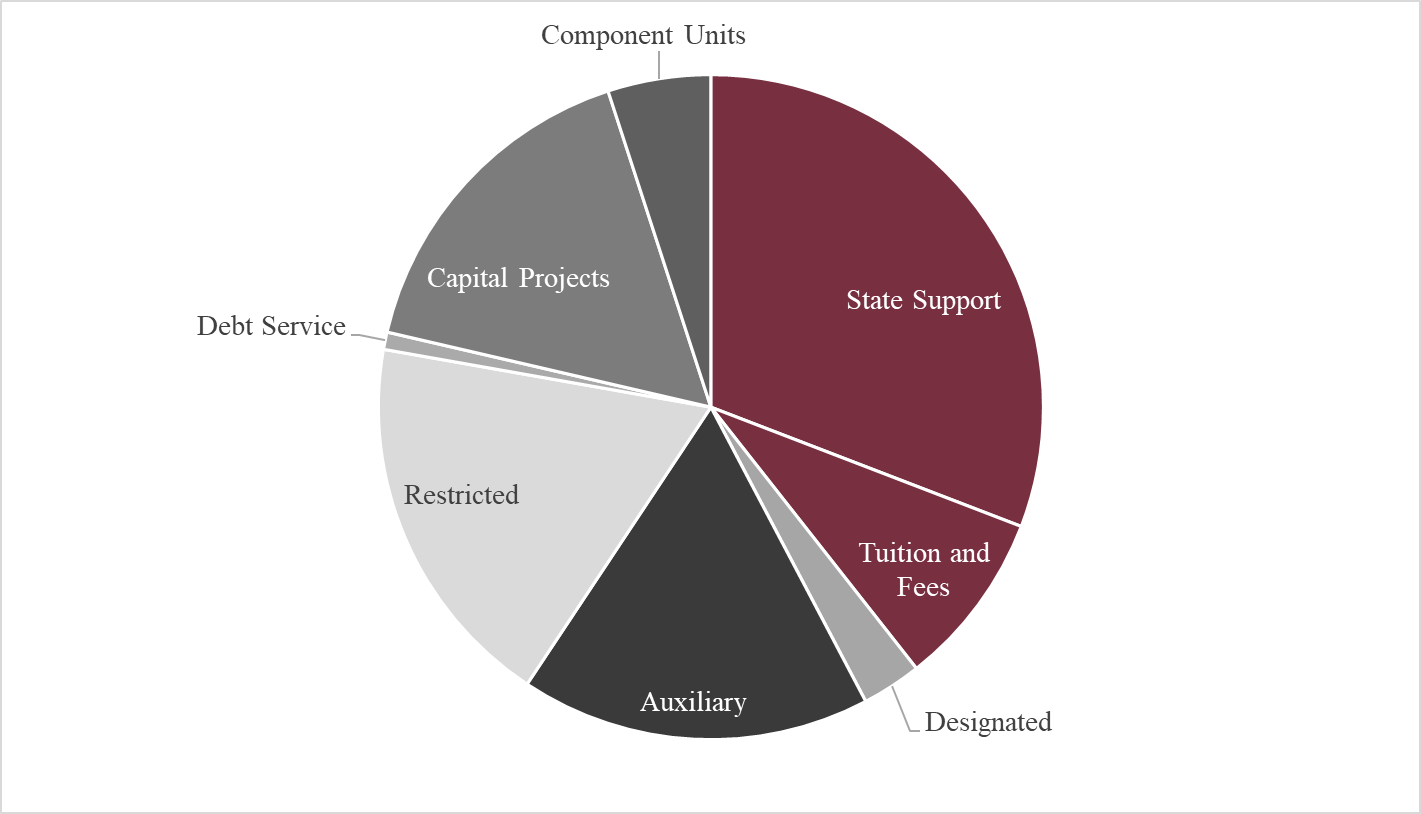 Component Units
State Support
Capital Projects
Debt Service
Restricted
Tuition and
Fees
Auxiliary
Designated